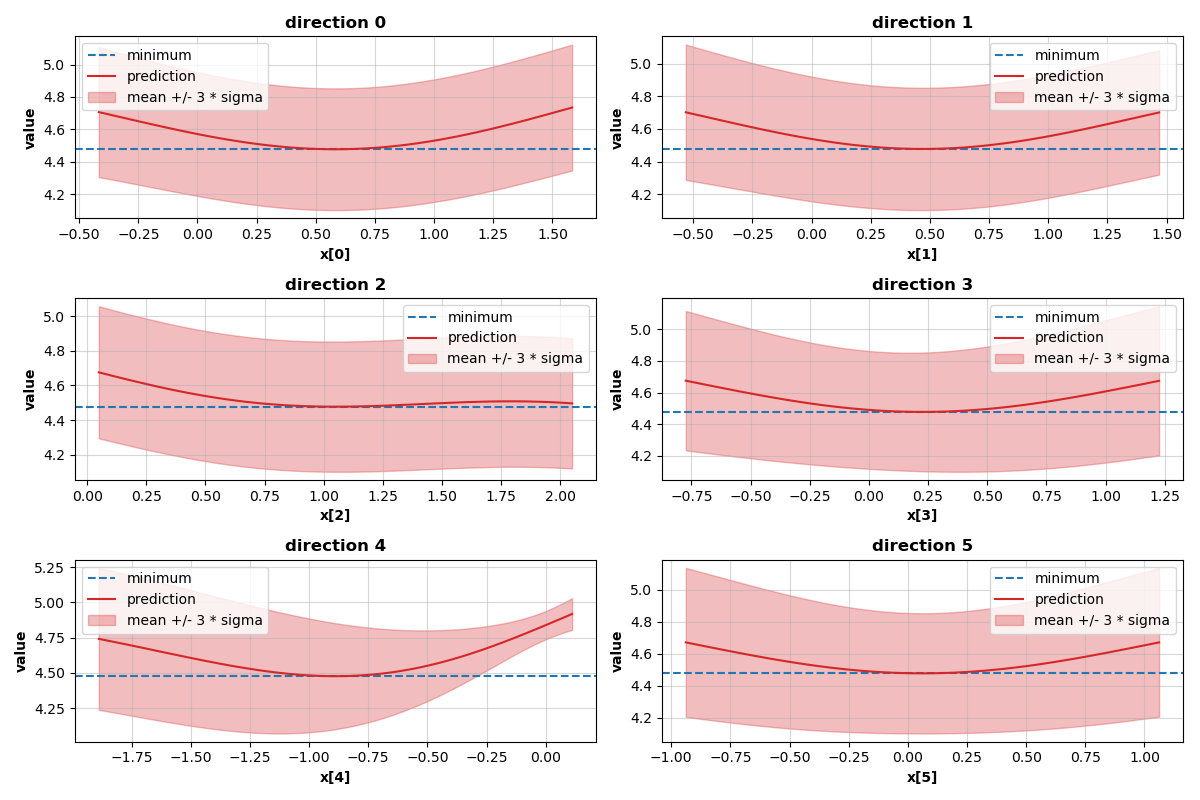 direction 0
minimum
prediction
mean +/- 3 * sigma
value
5.0
4.8
4.6
4.4
4.2
−0.50 −0.25 0.00 0.25 0.50 0.75 1.00 1.25 1.50
x[0]
direction 1
minimum
prediction
mean +/- 3 * sigma
value
5.0
4.8
4.6
4.4
4.2
−0.50 −0.25 0.00 0.25 0.50 0.75 1.00 1.25 1.50
x[1]
direction 2
minimum
prediction
mean +/- 3 * sigma
value
5.0
4.8
4.6
4.4
4.2
0.00 0.25 0.50 0.75 1.00 1.25 1.50 1.75 2.00
x[2]
direction 3
minimum
prediction
mean +/- 3 * sigma
value
5.0
4.8
4.6
4.4
4.2
−0.75 −0.50 −0.25 0.00 0.25 0.50 0.75 1.00 1.25
x[3]
direction 4
minimum
prediction
mean +/- 3 * sigma
value
5.25
5.00
4.75
4.50
4.25
−1.75 −1.50 −1.25 −1.00 −0.75 −0.50 −0.25 0.00
x[4]
direction 5
minimum
prediction
mean +/- 3 * sigma
value
5.0
4.8
4.6
4.4
4.2
−1.00 −0.75 −0.50 −0.25 0.00 0.25 0.50 0.75 1.00
x[5]